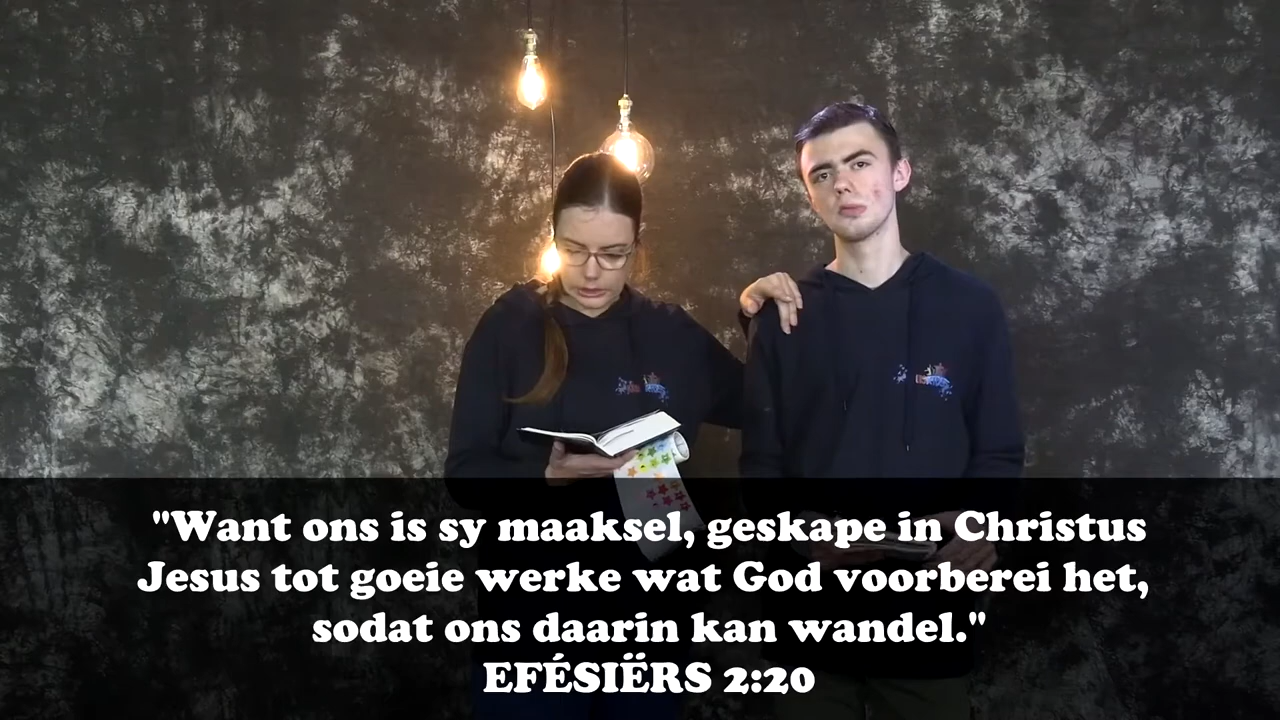 "Want ons is sy maaksel, geskape in Christus
Jesus tot goeie werke wat God voorberei het,
sodat ons daarin kan wandel."
EFÉSIËRS 2:20